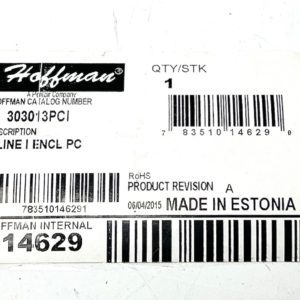 Hoffman®
A Pentair Company
OFFMAN CATALOG NUMBER
303013PCI
SCRIPTION
LINE I ENCL PC
783510146291
FFMAN INTERNAL
14629
QTY/STK
1
7 83510 14629 0
RoHS
PRODUCT REVISION A
06/04/2015 MADE IN ESTONIA